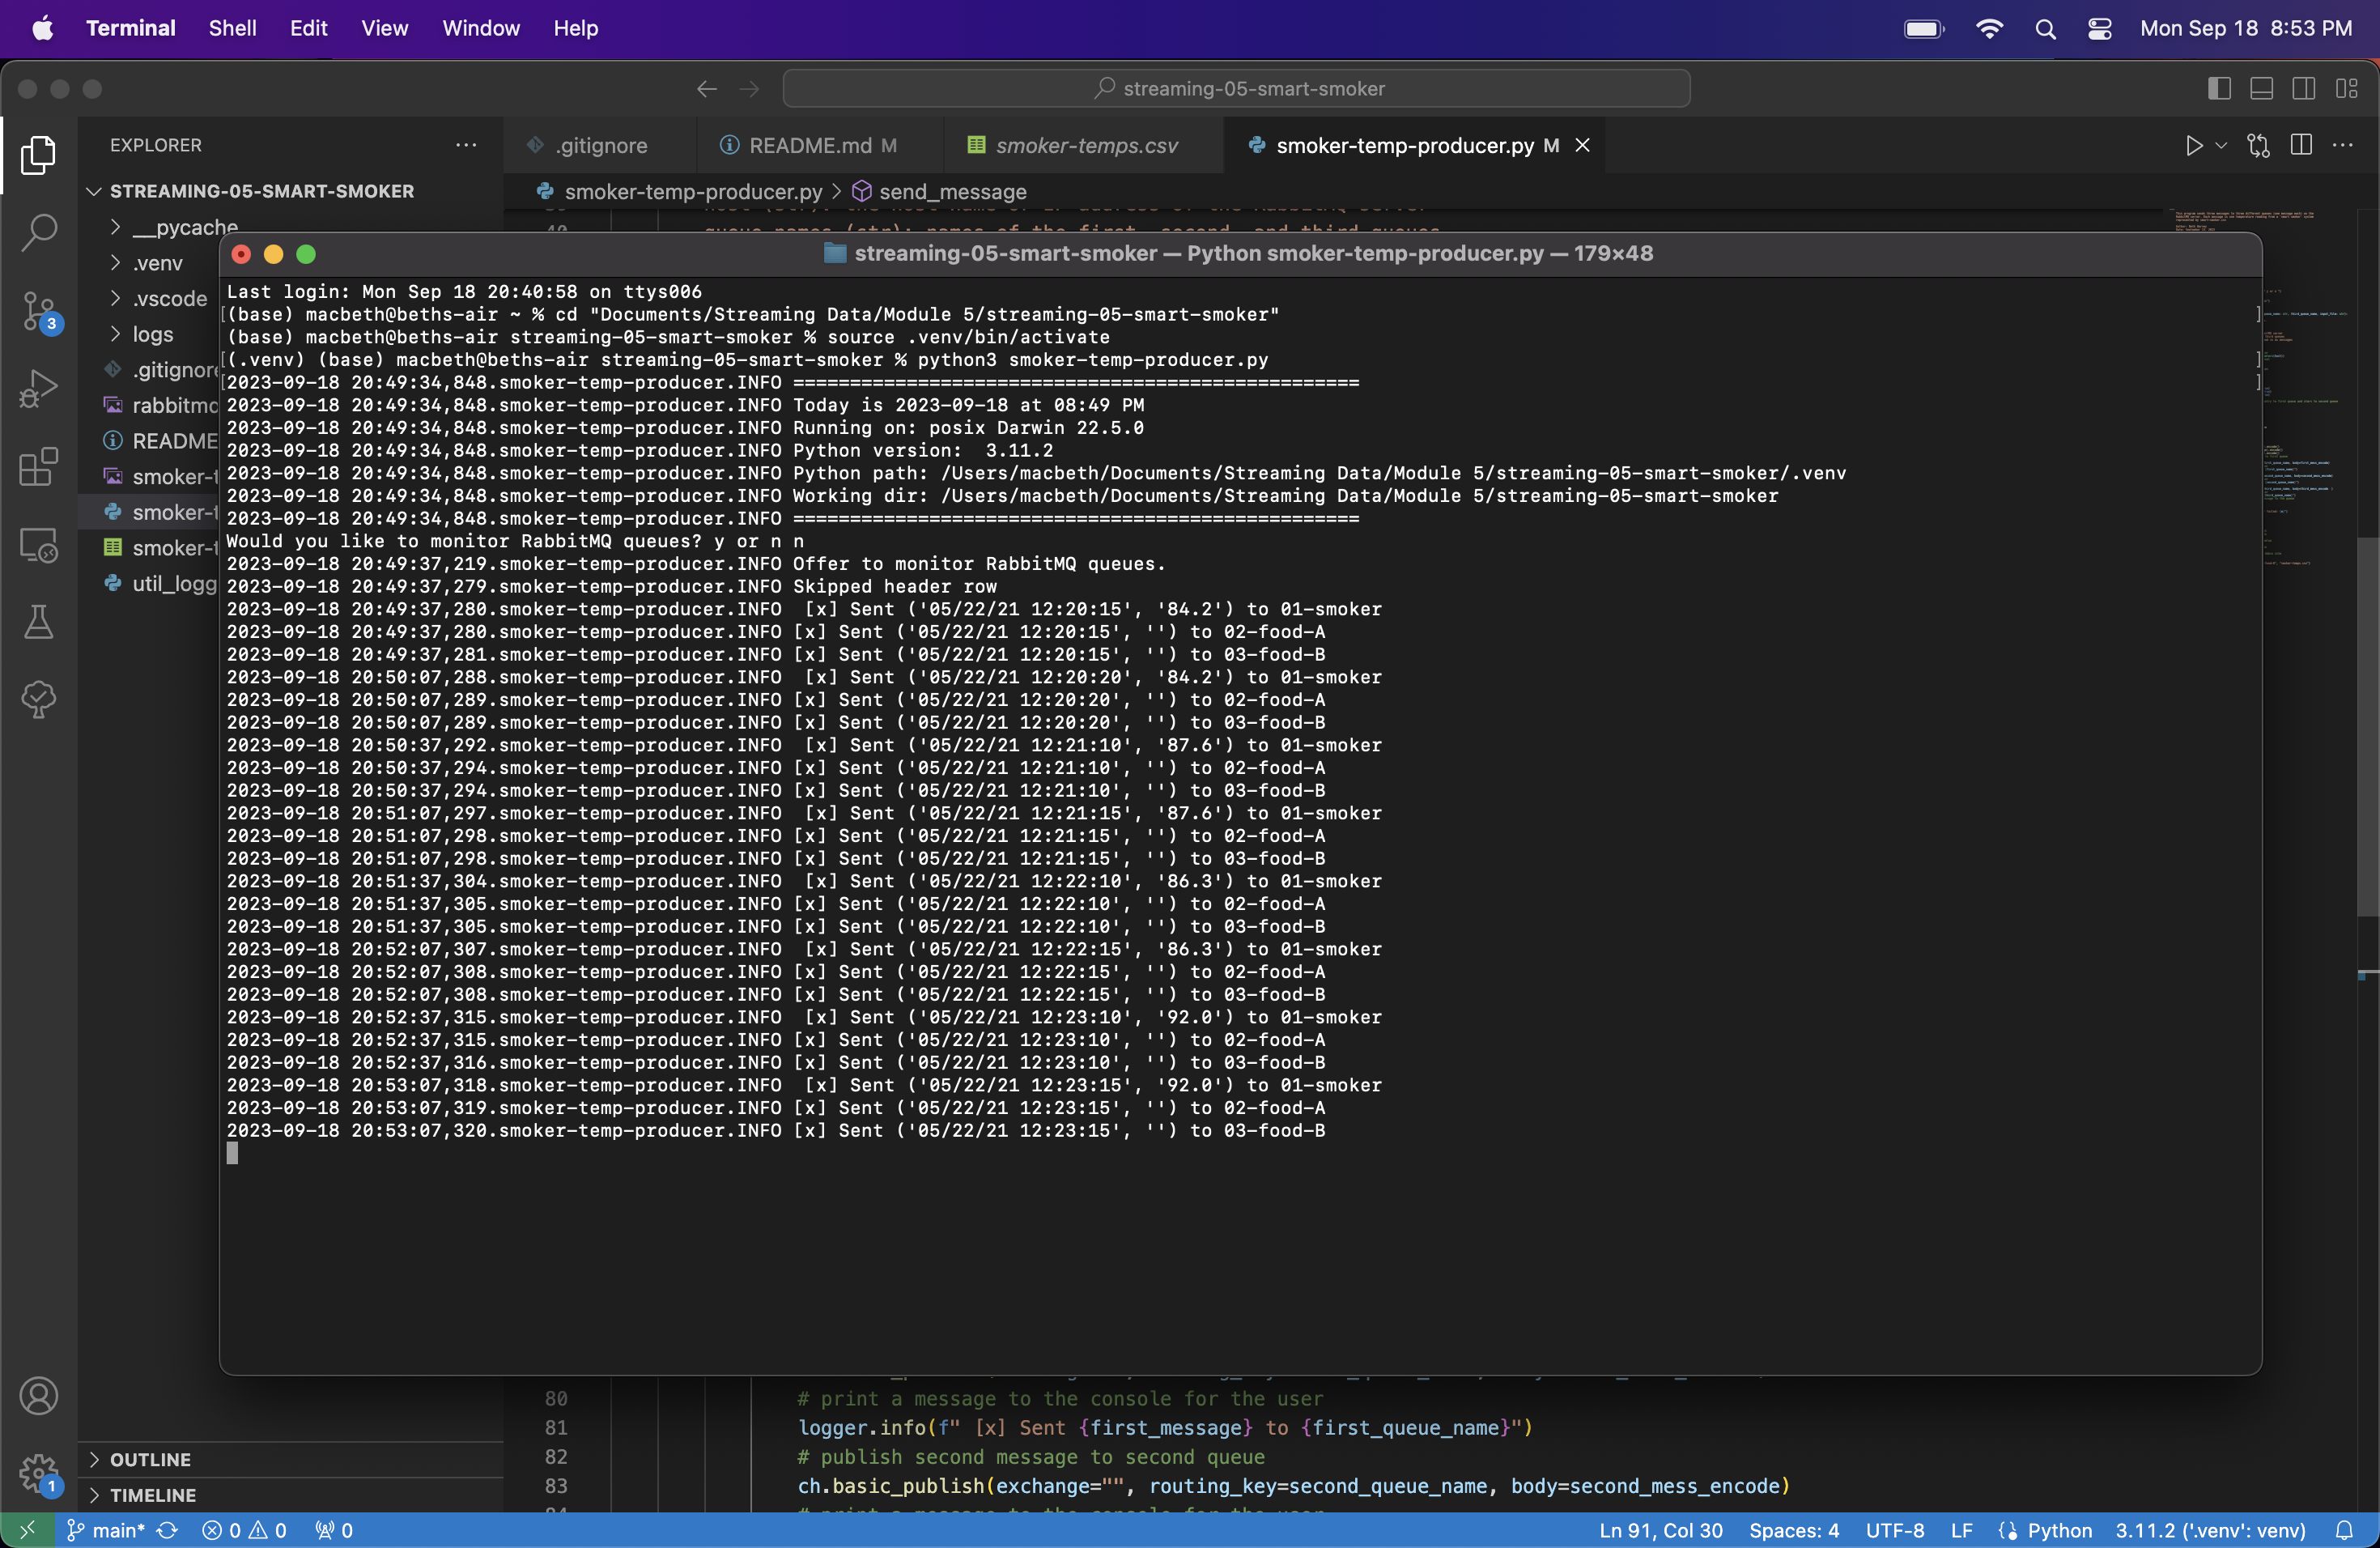 Terminal Shell Edit View Window Help Mon Sep 18 8:53 PM
streaming-05-smart-smoker
EXPLORER
.gitignore README.md M smoker-temps.csv smoker-temp-producer.py M
STREAMING-05-SMART-SMOKER
smoker-temp-producer.py > send_message
__pycache
.venv
.vscode
logs
.gitignore
rabbitmq
README
smoker-t
smoker-t
smoker-t
util_logg
streaming-05-smart-smoker — Python smoker-temp-producer.py — 179×48
Last login: Mon Sep 18 20:40:58 on ttys006
[(base) macbeth@beths-air ~ % cd "Documents/Streaming Data/Module 5/streaming-05-smart-smoker" ]
(base) macbeth@beths-air streaming-05-smart-smoker % source .venv/bin/activate
[(.venv) (base) macbeth@beths-air streaming-05-smart-smoker % python3 smoker-temp-producer.py ]
[2023-09-18 20:49:34,848.smoker-temp-producer.INFO ================================================== ]
2023-09-18 20:49:34,848.smoker-temp-producer.INFO Today is 2023-09-18 at 08:49 PM
2023-09-18 20:49:34,848.smoker-temp-producer.INFO Running on: posix Darwin 22.5.0
2023-09-18 20:49:34,848.smoker-temp-producer.INFO Python version:  3.11.2
2023-09-18 20:49:34,848.smoker-temp-producer.INFO Python path: /Users/macbeth/Documents/Streaming Data/Module 5/streaming-05-smart-smoker/.venv
2023-09-18 20:49:34,848.smoker-temp-producer.INFO Working dir: /Users/macbeth/Documents/Streaming Data/Module 5/streaming-05-smart-smoker
2023-09-18 20:49:34,848.smoker-temp-producer.INFO ==================================================
Would you like to monitor RabbitMQ queues? y or n n
2023-09-18 20:49:37,219.smoker-temp-producer.INFO Offer to monitor RabbitMQ queues.
2023-09-18 20:49:37,279.smoker-temp-producer.INFO Skipped header row
2023-09-18 20:49:37,280.smoker-temp-producer.INFO  [x] Sent ('05/22/21 12:20:15', '84.2') to 01-smoker
2023-09-18 20:49:37,280.smoker-temp-producer.INFO [x] Sent ('05/22/21 12:20:15', '') to 02-food-A
2023-09-18 20:49:37,281.smoker-temp-producer.INFO [x] Sent ('05/22/21 12:20:15', '') to 03-food-B
2023-09-18 20:50:07,288.smoker-temp-producer.INFO  [x] Sent ('05/22/21 12:20:20', '84.2') to 01-smoker
2023-09-18 20:50:07,289.smoker-temp-producer.INFO [x] Sent ('05/22/21 12:20:20', '') to 02-food-A
2023-09-18 20:50:07,289.smoker-temp-producer.INFO [x] Sent ('05/22/21 12:20:20', '') to 03-food-B
2023-09-18 20:50:37,292.smoker-temp-producer.INFO  [x] Sent ('05/22/21 12:21:10', '87.6') to 01-smoker
2023-09-18 20:50:37,294.smoker-temp-producer.INFO [x] Sent ('05/22/21 12:21:10', '') to 02-food-A
2023-09-18 20:50:37,294.smoker-temp-producer.INFO [x] Sent ('05/22/21 12:21:10', '') to 03-food-B
2023-09-18 20:51:07,297.smoker-temp-producer.INFO  [x] Sent ('05/22/21 12:21:15', '87.6') to 01-smoker
2023-09-18 20:51:07,298.smoker-temp-producer.INFO [x] Sent ('05/22/21 12:21:15', '') to 02-food-A
2023-09-18 20:51:07,298.smoker-temp-producer.INFO [x] Sent ('05/22/21 12:21:15', '') to 03-food-B
2023-09-18 20:51:37,304.smoker-temp-producer.INFO  [x] Sent ('05/22/21 12:22:10', '86.3') to 01-smoker
2023-09-18 20:51:37,305.smoker-temp-producer.INFO [x] Sent ('05/22/21 12:22:10', '') to 02-food-A
2023-09-18 20:51:37,305.smoker-temp-producer.INFO [x] Sent ('05/22/21 12:22:10', '') to 03-food-B
2023-09-18 20:52:07,307.smoker-temp-producer.INFO  [x] Sent ('05/22/21 12:22:15', '86.3') to 01-smoker
2023-09-18 20:52:07,308.smoker-temp-producer.INFO [x] Sent ('05/22/21 12:22:15', '') to 02-food-A
2023-09-18 20:52:07,308.smoker-temp-producer.INFO [x] Sent ('05/22/21 12:22:15', '') to 03-food-B
2023-09-18 20:52:37,315.smoker-temp-producer.INFO  [x] Sent ('05/22/21 12:23:10', '92.0') to 01-smoker
2023-09-18 20:52:37,315.smoker-temp-producer.INFO [x] Sent ('05/22/21 12:23:10', '') to 02-food-A
2023-09-18 20:52:37,316.smoker-temp-producer.INFO [x] Sent ('05/22/21 12:23:10', '') to 03-food-B
2023-09-18 20:53:07,318.smoker-temp-producer.INFO  [x] Sent ('05/22/21 12:23:15', '92.0') to 01-smoker
2023-09-18 20:53:07,319.smoker-temp-producer.INFO [x] Sent ('05/22/21 12:23:15', '') to 02-food-A
2023-09-18 20:53:07,320.smoker-temp-producer.INFO [x] Sent ('05/22/21 12:23:15', '') to 03-food-B
80 # print a message to the console for the user
81 logger.info(f" [x] Sent {first_message} to {first_queue_name}")
82 # publish second message to second queue
83 ch.basic_publish(exchange="", routing_key=second_queue_name, body=second_mess_encode)
OUTLINE
TIMELINE
3
1
main* 0 0 0 Ln 91, Col 30 Spaces: 4 UTF-8 LF Python 3.11.2 ('.venv': venv)